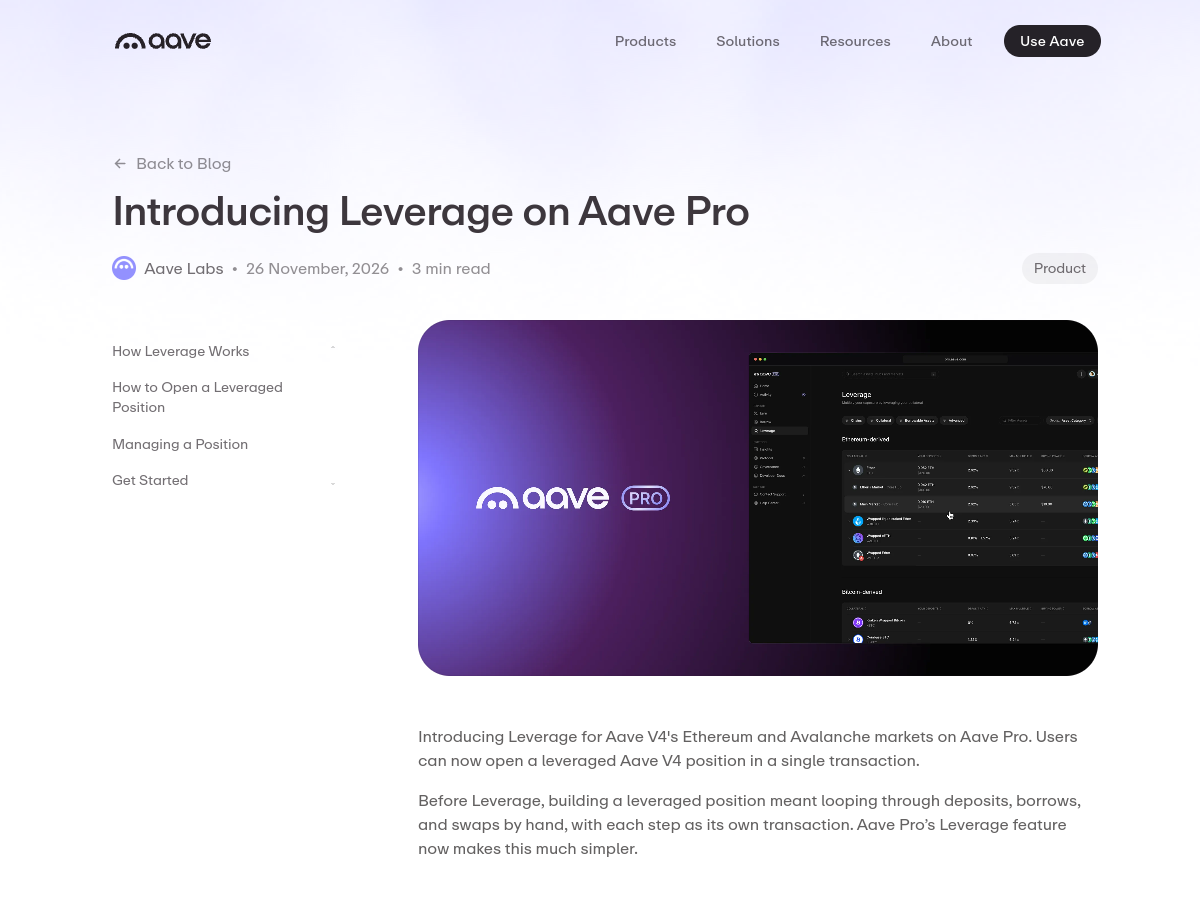 aave
Products
Solutions
Resources
About
Use Aave
← Back to Blog
Introducing Leverage on Aave Pro
Aave Labs • 26 November, 2026 • 3 min read
Product
How Leverage Works
How to Open a Leveraged
Position
Managing a Position
Get Started
aave PRO
Leverage
Ethereum-derived
Bitcoin-derived
Introducing Leverage for Aave V4's Ethereum and Avalanche markets on Aave Pro. Users
can now open a leveraged Aave V4 position in a single transaction.
Before Leverage, building a leveraged position meant looping through deposits, borrows,
and swaps by hand, with each step as its own transaction. Aave Pro’s Leverage feature
now makes this much simpler.